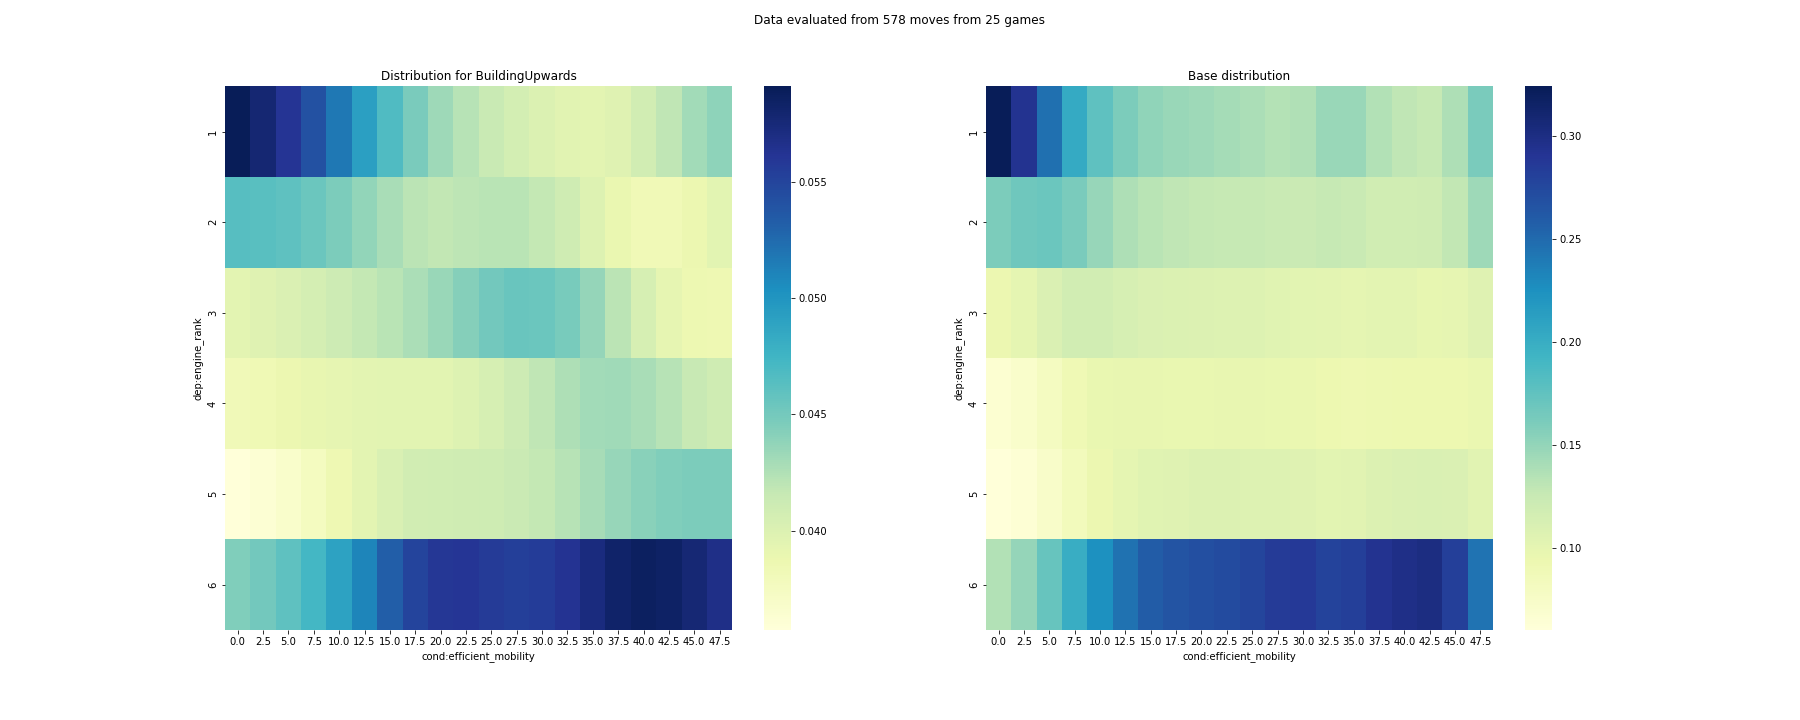 Data evaluated from 578 moves from 25 games
Distribution for BuildingUpwards
dep:engine_rank
1
2
3
4
5
6
0.0 2.5 5.0 7.5 10.0 12.5 15.0 17.5 20.0 22.5 25.0 27.5 30.0 32.5 35.0 37.5 40.0 42.5 45.0 47.5
cond:efficient_mobility
0.055
0.050
0.045
0.040
Base distribution
dep:engine_rank
1
2
3
4
5
6
0.0 2.5 5.0 7.5 10.0 12.5 15.0 17.5 20.0 22.5 25.0 27.5 30.0 32.5 35.0 37.5 40.0 42.5 45.0 47.5
cond:efficient_mobility
0.30
0.25
0.20
0.15
0.10